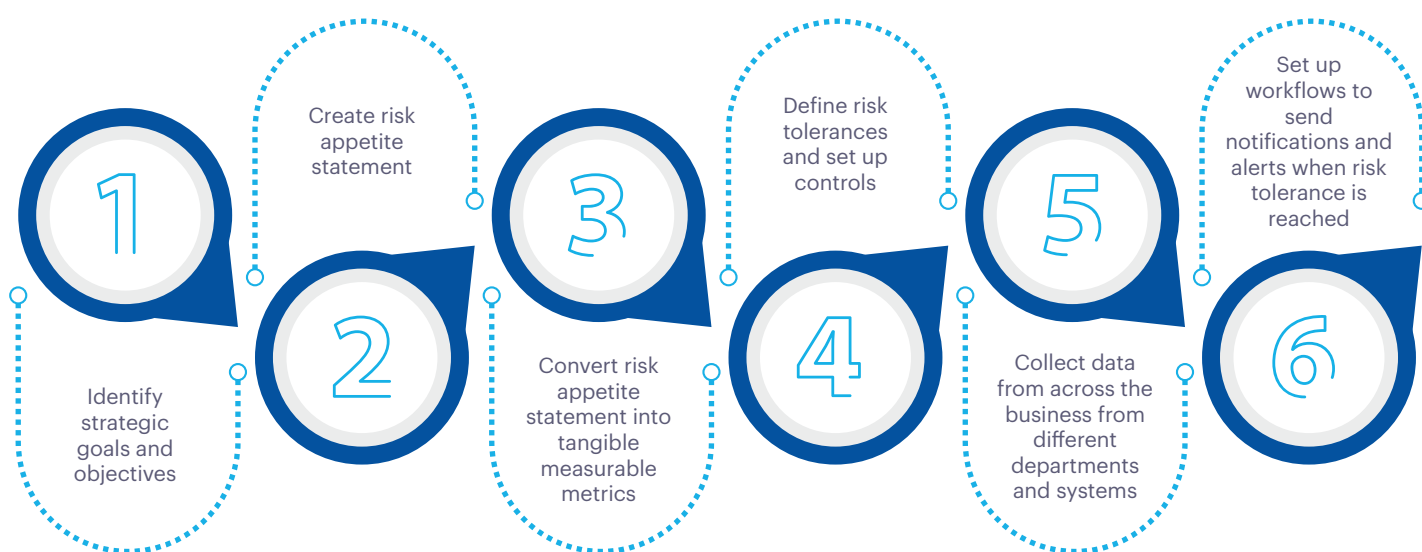 1
Identify
strategic
goals and
objectives
2
Create risk
appetite
statement
3
Convert risk
appetite
statement into
tangible
measurable
metrics
4
Define risk
tolerances
and set up
controls
5
Collect data
from across the
business from
different
departments
and systems
6
Set up
workflows to
send
notifications and
alerts when risk
tolerance is
reached